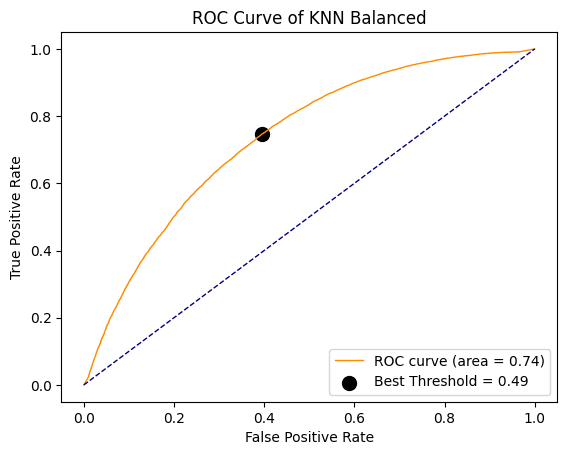 ROC Curve of KNN Balanced
True Positive Rate
1.0
0.8
0.6
0.4
0.2
0.0
ROC curve (area = 0.74)
Best Threshold = 0.49
0.0 0.2 0.4 0.6 0.8 1.0
False Positive Rate